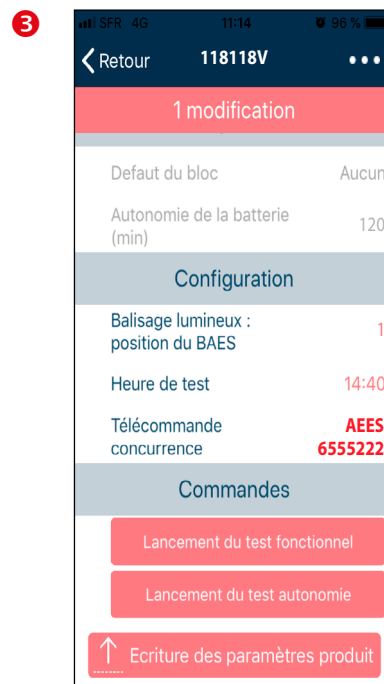 3
SFR 4G 11:14 96 %
Retour 118118V
1 modification
Defaut du bloc Aucun
Autonomie de la batterie
(min) 120
Configuration
Balisage lumineux :
position du BAES 1
Heure de test 14:40
Télécommande AEES
concurrence 6555222
Commandes
Lancement du test fonctionnel
Lancement du test autonomie
Ecriture des paramètres produit